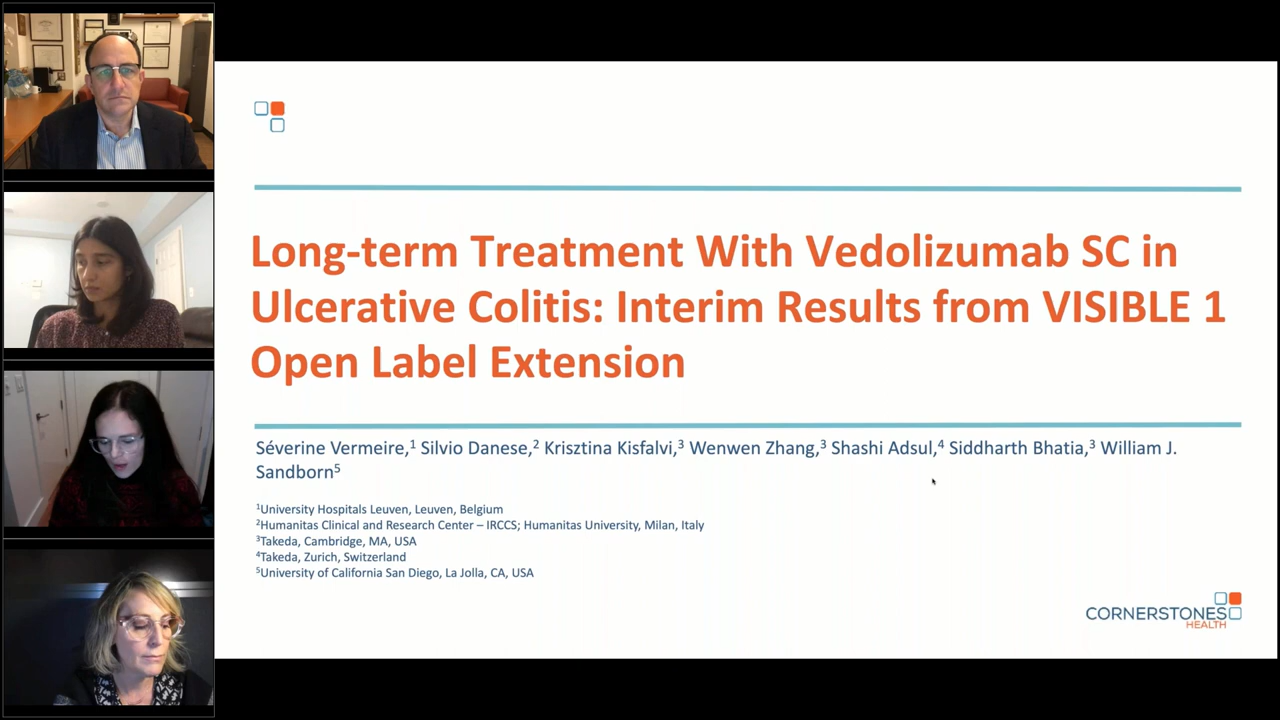 Long-term Treatment With Vedolizumab SC in
Ulcerative Colitis: Interim Results from VISIBLE 1
Open Label Extension
Séverine Vermeire,¹ Silvio Danese,² Krisztina Kisfalvi,³ Wenwen Zhang,³ Shashi Adsul,⁴ Siddharth Bhatia,³ William J.
Sandborn⁵
¹University Hospitals Leuven, Leuven, Belgium
²Humanitas Clinical and Research Center – IRCCS; Humanitas University, Milan, Italy
³Takeda, Cambridge, MA, USA
⁴Takeda, Zurich, Switzerland
⁵University of California San Diego, La Jolla, CA, USA
CORNERSTONES
HEALTH